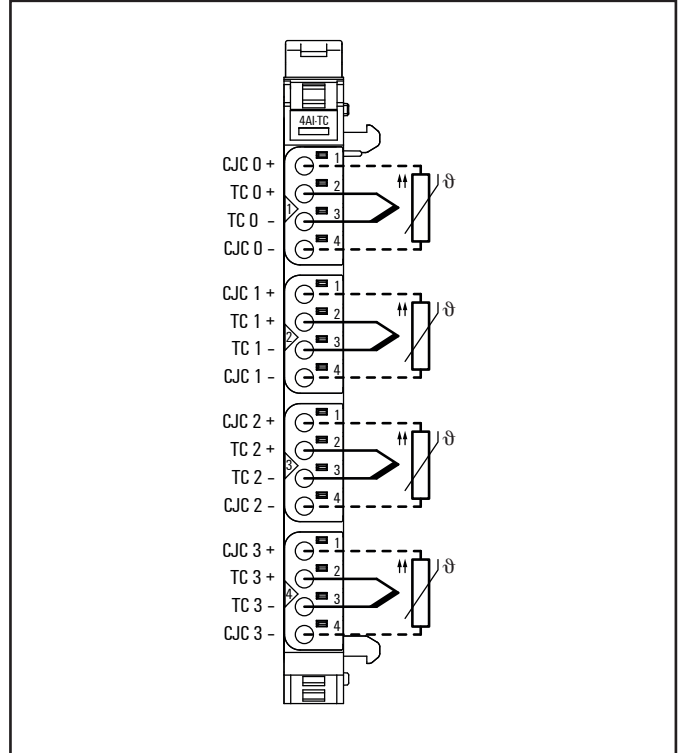 4AI-TC
CJC 0 + 1 ϑ
TC 0 + 2
1
TC 0 - 3
CJC 0 - 4
CJC 1 + 1 ϑ
TC 1 + 2
2
TC 1 - 3
CJC 1 - 4
CJC 2 + 1 ϑ
TC 2 + 2
3
TC 2 - 3
CJC 2 - 4
CJC 3 + 1 ϑ
TC 3 + 2
4
TC 3 - 3
CJC 3 - 4